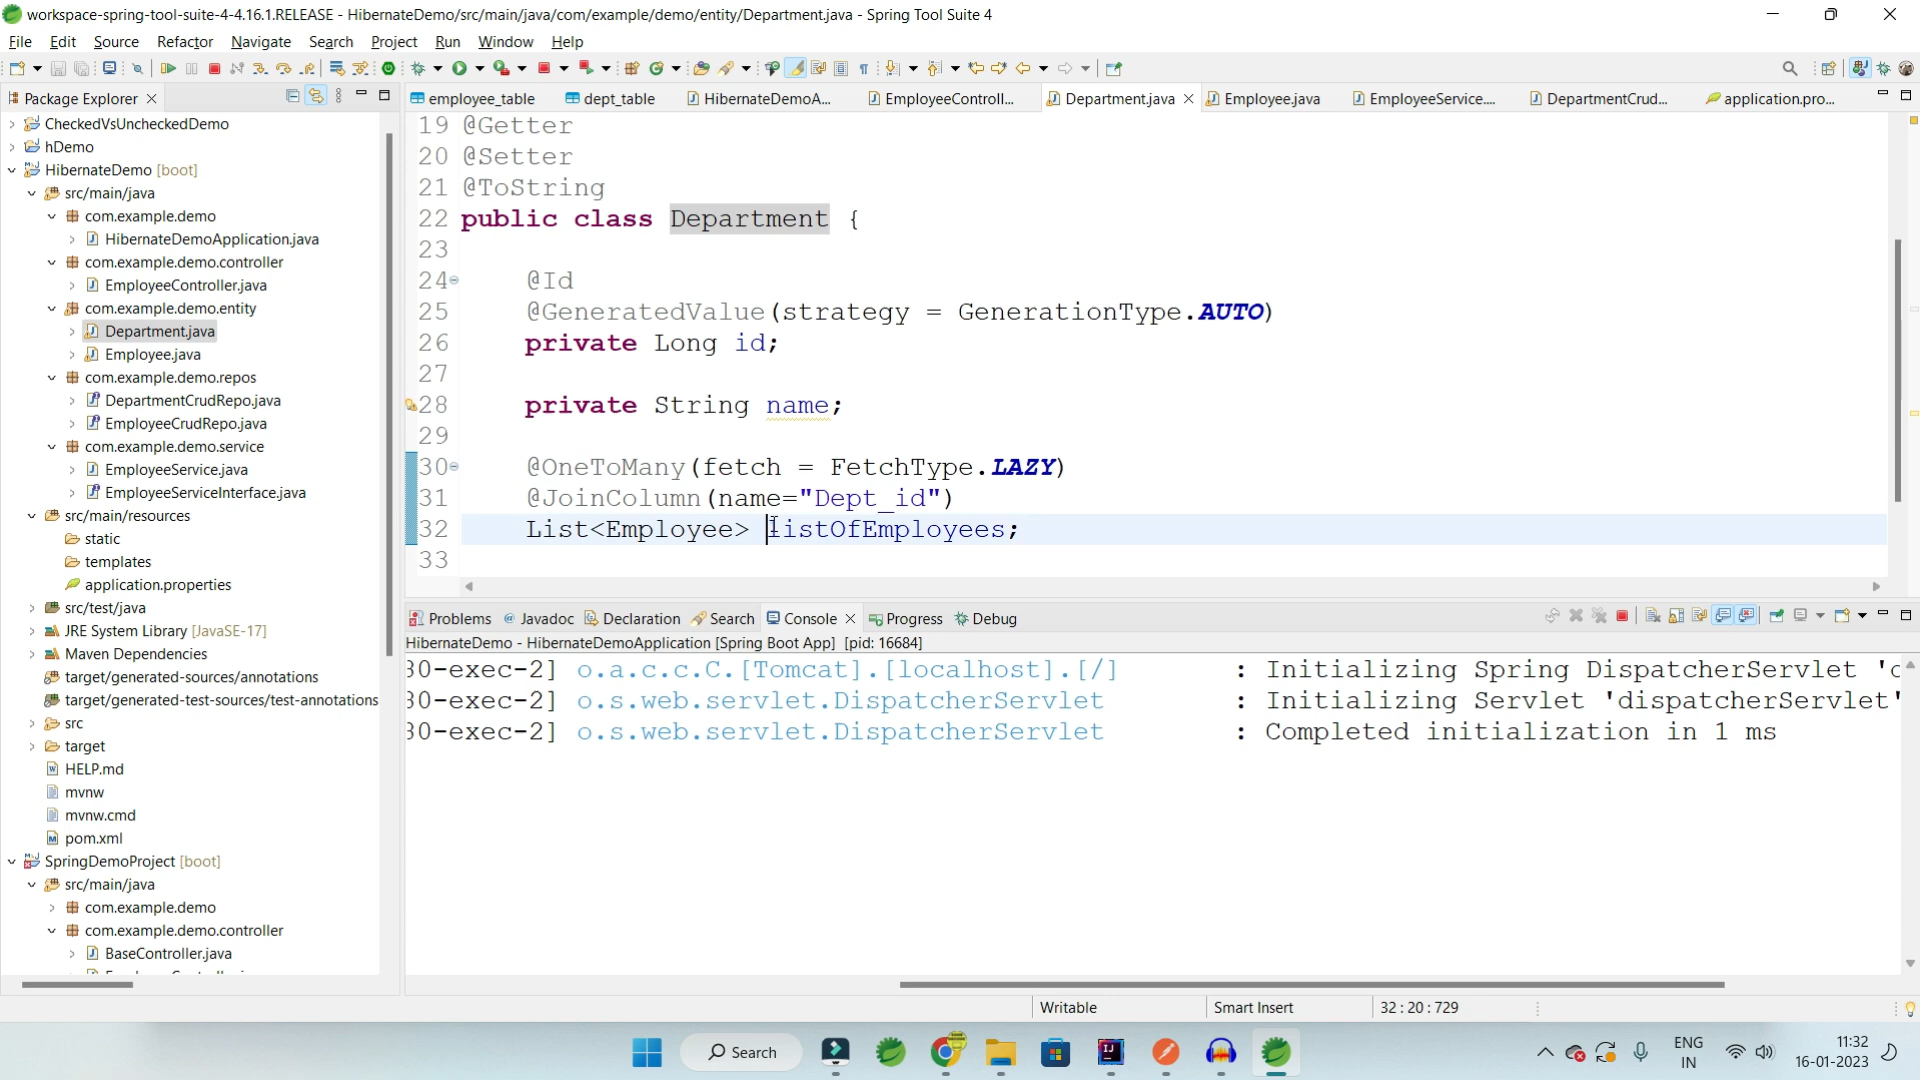 workspace-spring-tool-suite-4-4.16.1.RELEASE - HibernateDemo/src/main/java/com/example/demo/entity/Department.java - Spring Tool Suite 4
File Edit Source Refactor Navigate Search Project Run Window Help
Package Explorer
CheckedVsUncheckedDemo
hDemo
HibernateDemo [boot]
src/main/java
com.example.demo
HibernateDemoApplication.java
com.example.demo.controller
EmployeeController.java
com.example.demo.entity
Department.java
Employee.java
com.example.demo.repos
DepartmentCrudRepo.java
EmployeeCrudRepo.java
com.example.demo.service
EmployeeService.java
EmployeeServiceInterface.java
src/main/resources
static
templates
application.properties
src/test/java
JRE System Library [JavaSE-17]
Maven Dependencies
target/generated-sources/annotations
target/generated-test-sources/test-annotations
src
target
HELP.md
mvnw
mvnw.cmd
pom.xml
SpringDemoProject [boot]
src/main/java
com.example.demo
com.example.demo.controller
BaseController.java
employee_table dept_table HibernateDemoA... EmployeeControll... Department.java Employee.java EmployeeService.... DepartmentCrud... application.pro...
19 @Getter
20 @Setter
21 @ToString
22 public class Department {
23
24 @Id
25 @GeneratedValue(strategy = GenerationType.AUTO)
26 private Long id;
27
28 private String name;
29
30 @OneToMany(fetch = FetchType.LAZY)
31 @JoinColumn(name="Dept_id")
32 List<Employee> listOfEmployees;
33
Problems Javadoc Declaration Search Console Progress Debug
HibernateDemo - HibernateDemoApplication [Spring Boot App] [pid: 16684]
30-exec-2] o.a.c.c.C.[Tomcat].[localhost].[/] : Initializing Spring DispatcherServlet 'd
30-exec-2] o.s.web.servlet.DispatcherServlet : Initializing Servlet 'dispatcherServlet'
30-exec-2] o.s.web.servlet.DispatcherServlet : Completed initialization in 1 ms
Writable Smart Insert 32 : 20 : 729
Search
ENG
IN
11:32
16-01-2023